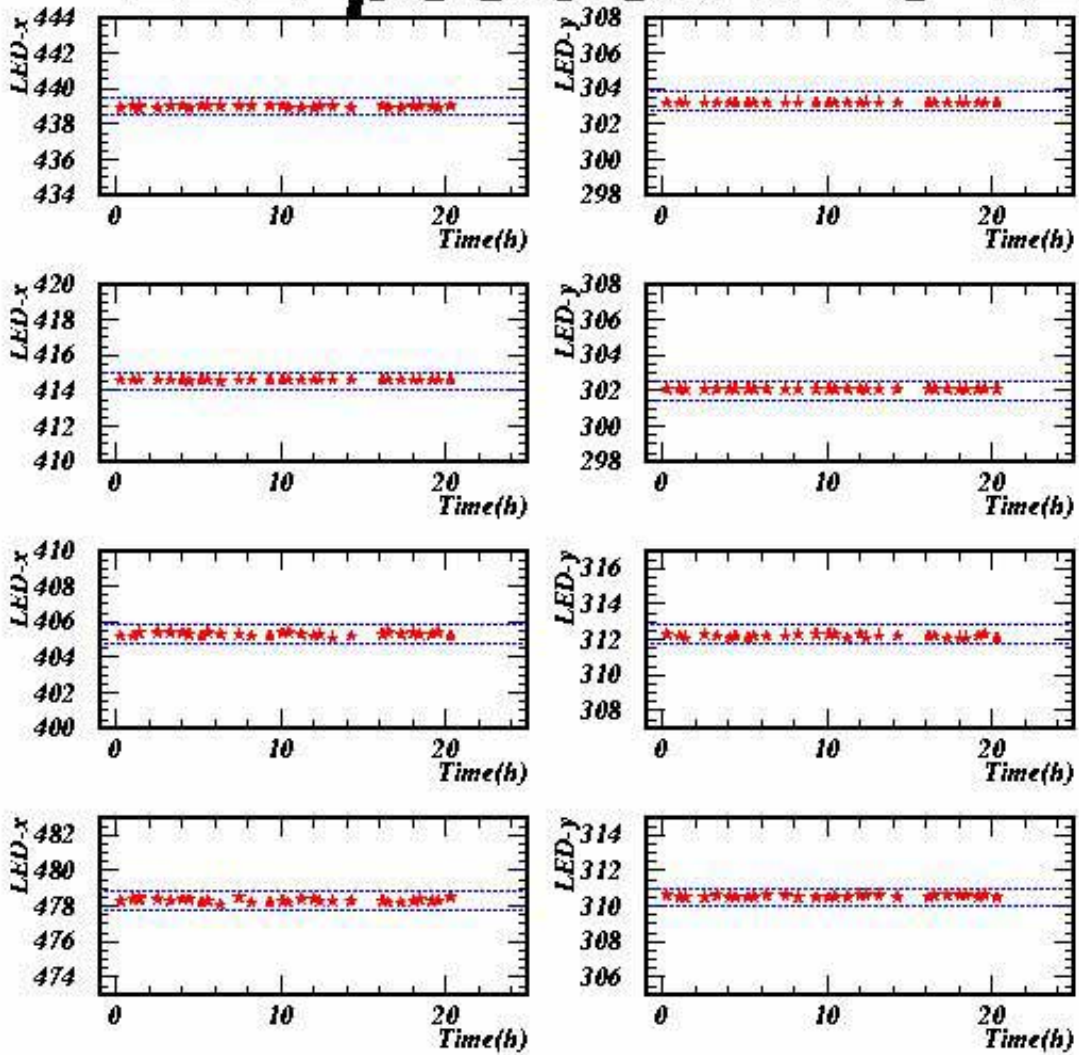 LED-x 444 442 440 438 436 434
0 10 20
Time(h)
LED-y 308 306 304 302 300 298
0 10 20
Time(h)
LED-x 420 418 416 414 412 410
0 10 20
Time(h)
LED-y 308 306 304 302 300 298
0 10 20
Time(h)
LED-x 410 408 406 404 402 400
0 10 20
Time(h)
LED-y 316 314 312 310 308
0 10 20
Time(h)
LED-x 482 480 478 476 474
0 10 20
Time(h)
LED-y 314 312 310 308 306
0 10 20
Time(h)